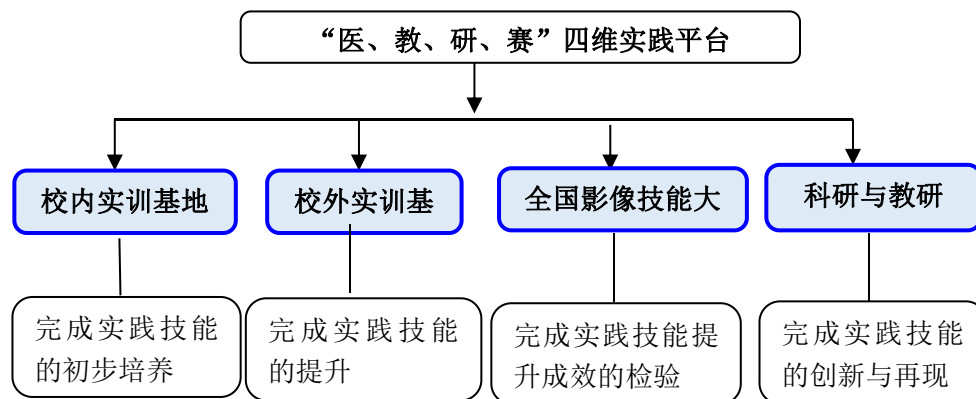 “医、教、研、赛”四维实践平台
校内实训基地
校外实训基
全国影像技能大
科研与教研
完成实践技能
的初步培养
完成实践技能
的提升
完成实践技能提
升成效的检验
完成实践技能
的创新与再现